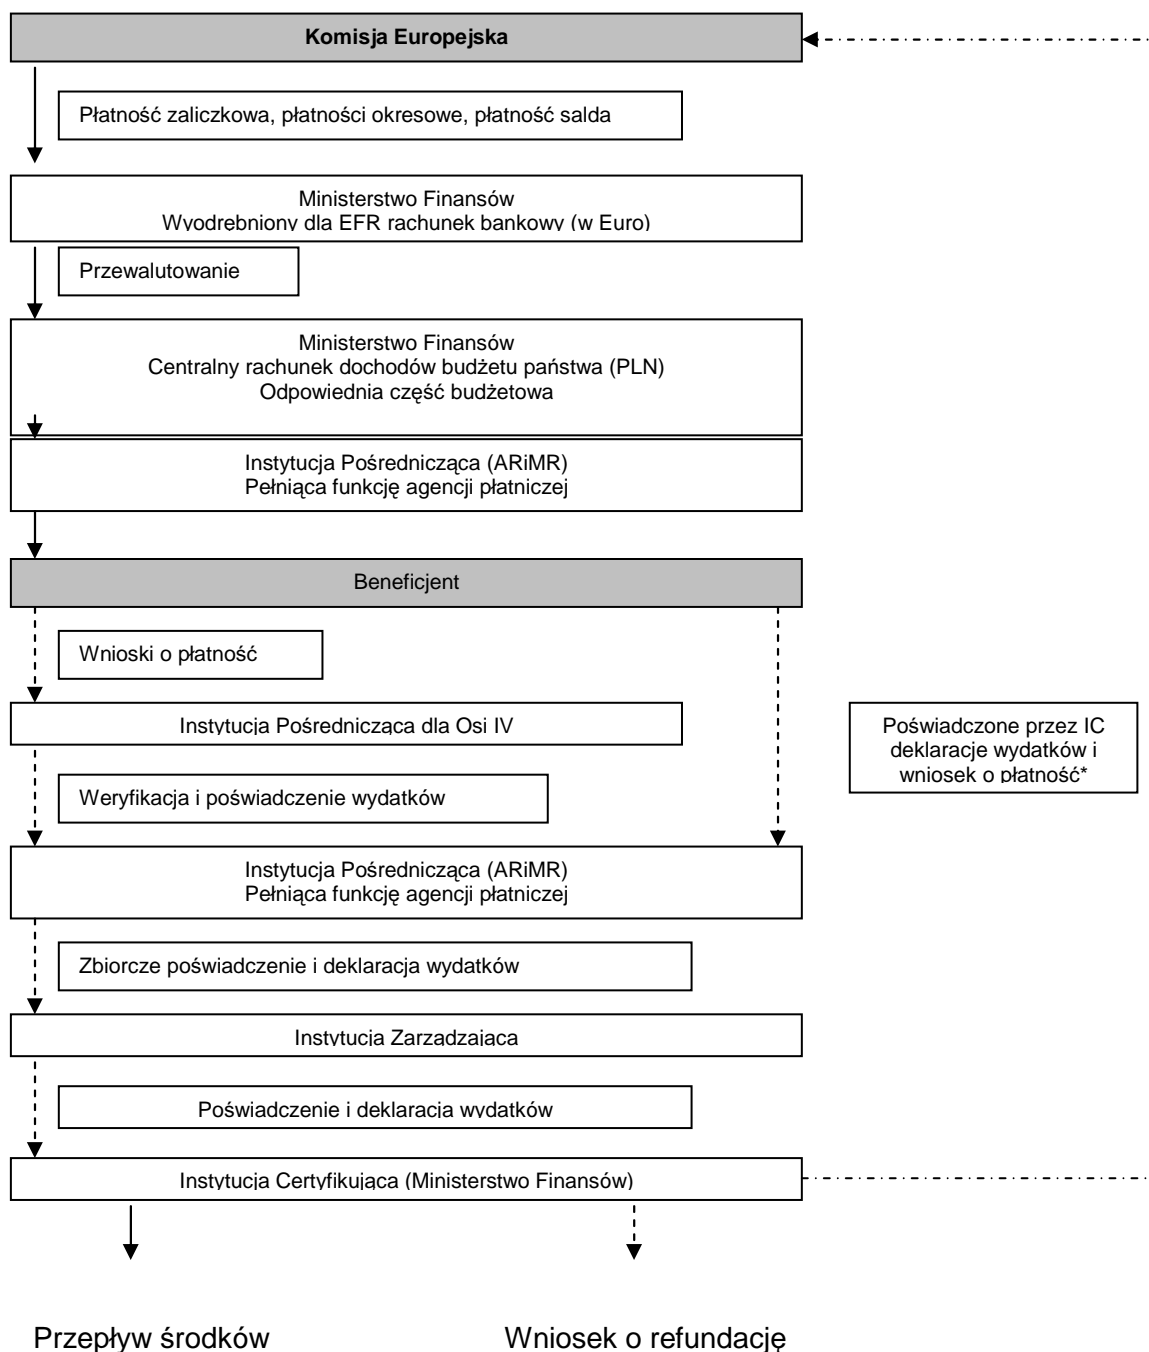 Komisja Europejska
Płatność zaliczkowa, płatności okresowe, płatność salda
Ministerstwo Finansów
Wyodrębniony dla EFR rachunek bankowy (w Euro)
Przewalutowanie
Ministerstwo Finansów
Centralny rachunek dochodów budżetu państwa (PLN)
Odpowiednia część budżetowa
Instytucja Pośrednicząca (ARiMR)
Pełniąca funkcję agencji płatniczej
Beneficjent
Wnioski o płatność
Instytucja Pośrednicząca dla Osi IV
Poświadczone przez IC
deklaracje wydatków i
wniosek o płatność*
Weryfikacja i poświadczenie wydatków
Instytucja Pośrednicząca (ARiMR)
Pełniąca funkcję agencji płatniczej
Zbiorcze poświadczenie i deklaracja wydatków
Instytucja Zarządzająca
Poświadczenie i deklaracja wydatków
Instytucja Certyfikująca (Ministerstwo Finansów)
Przepływ środków
Wniosek o refundację